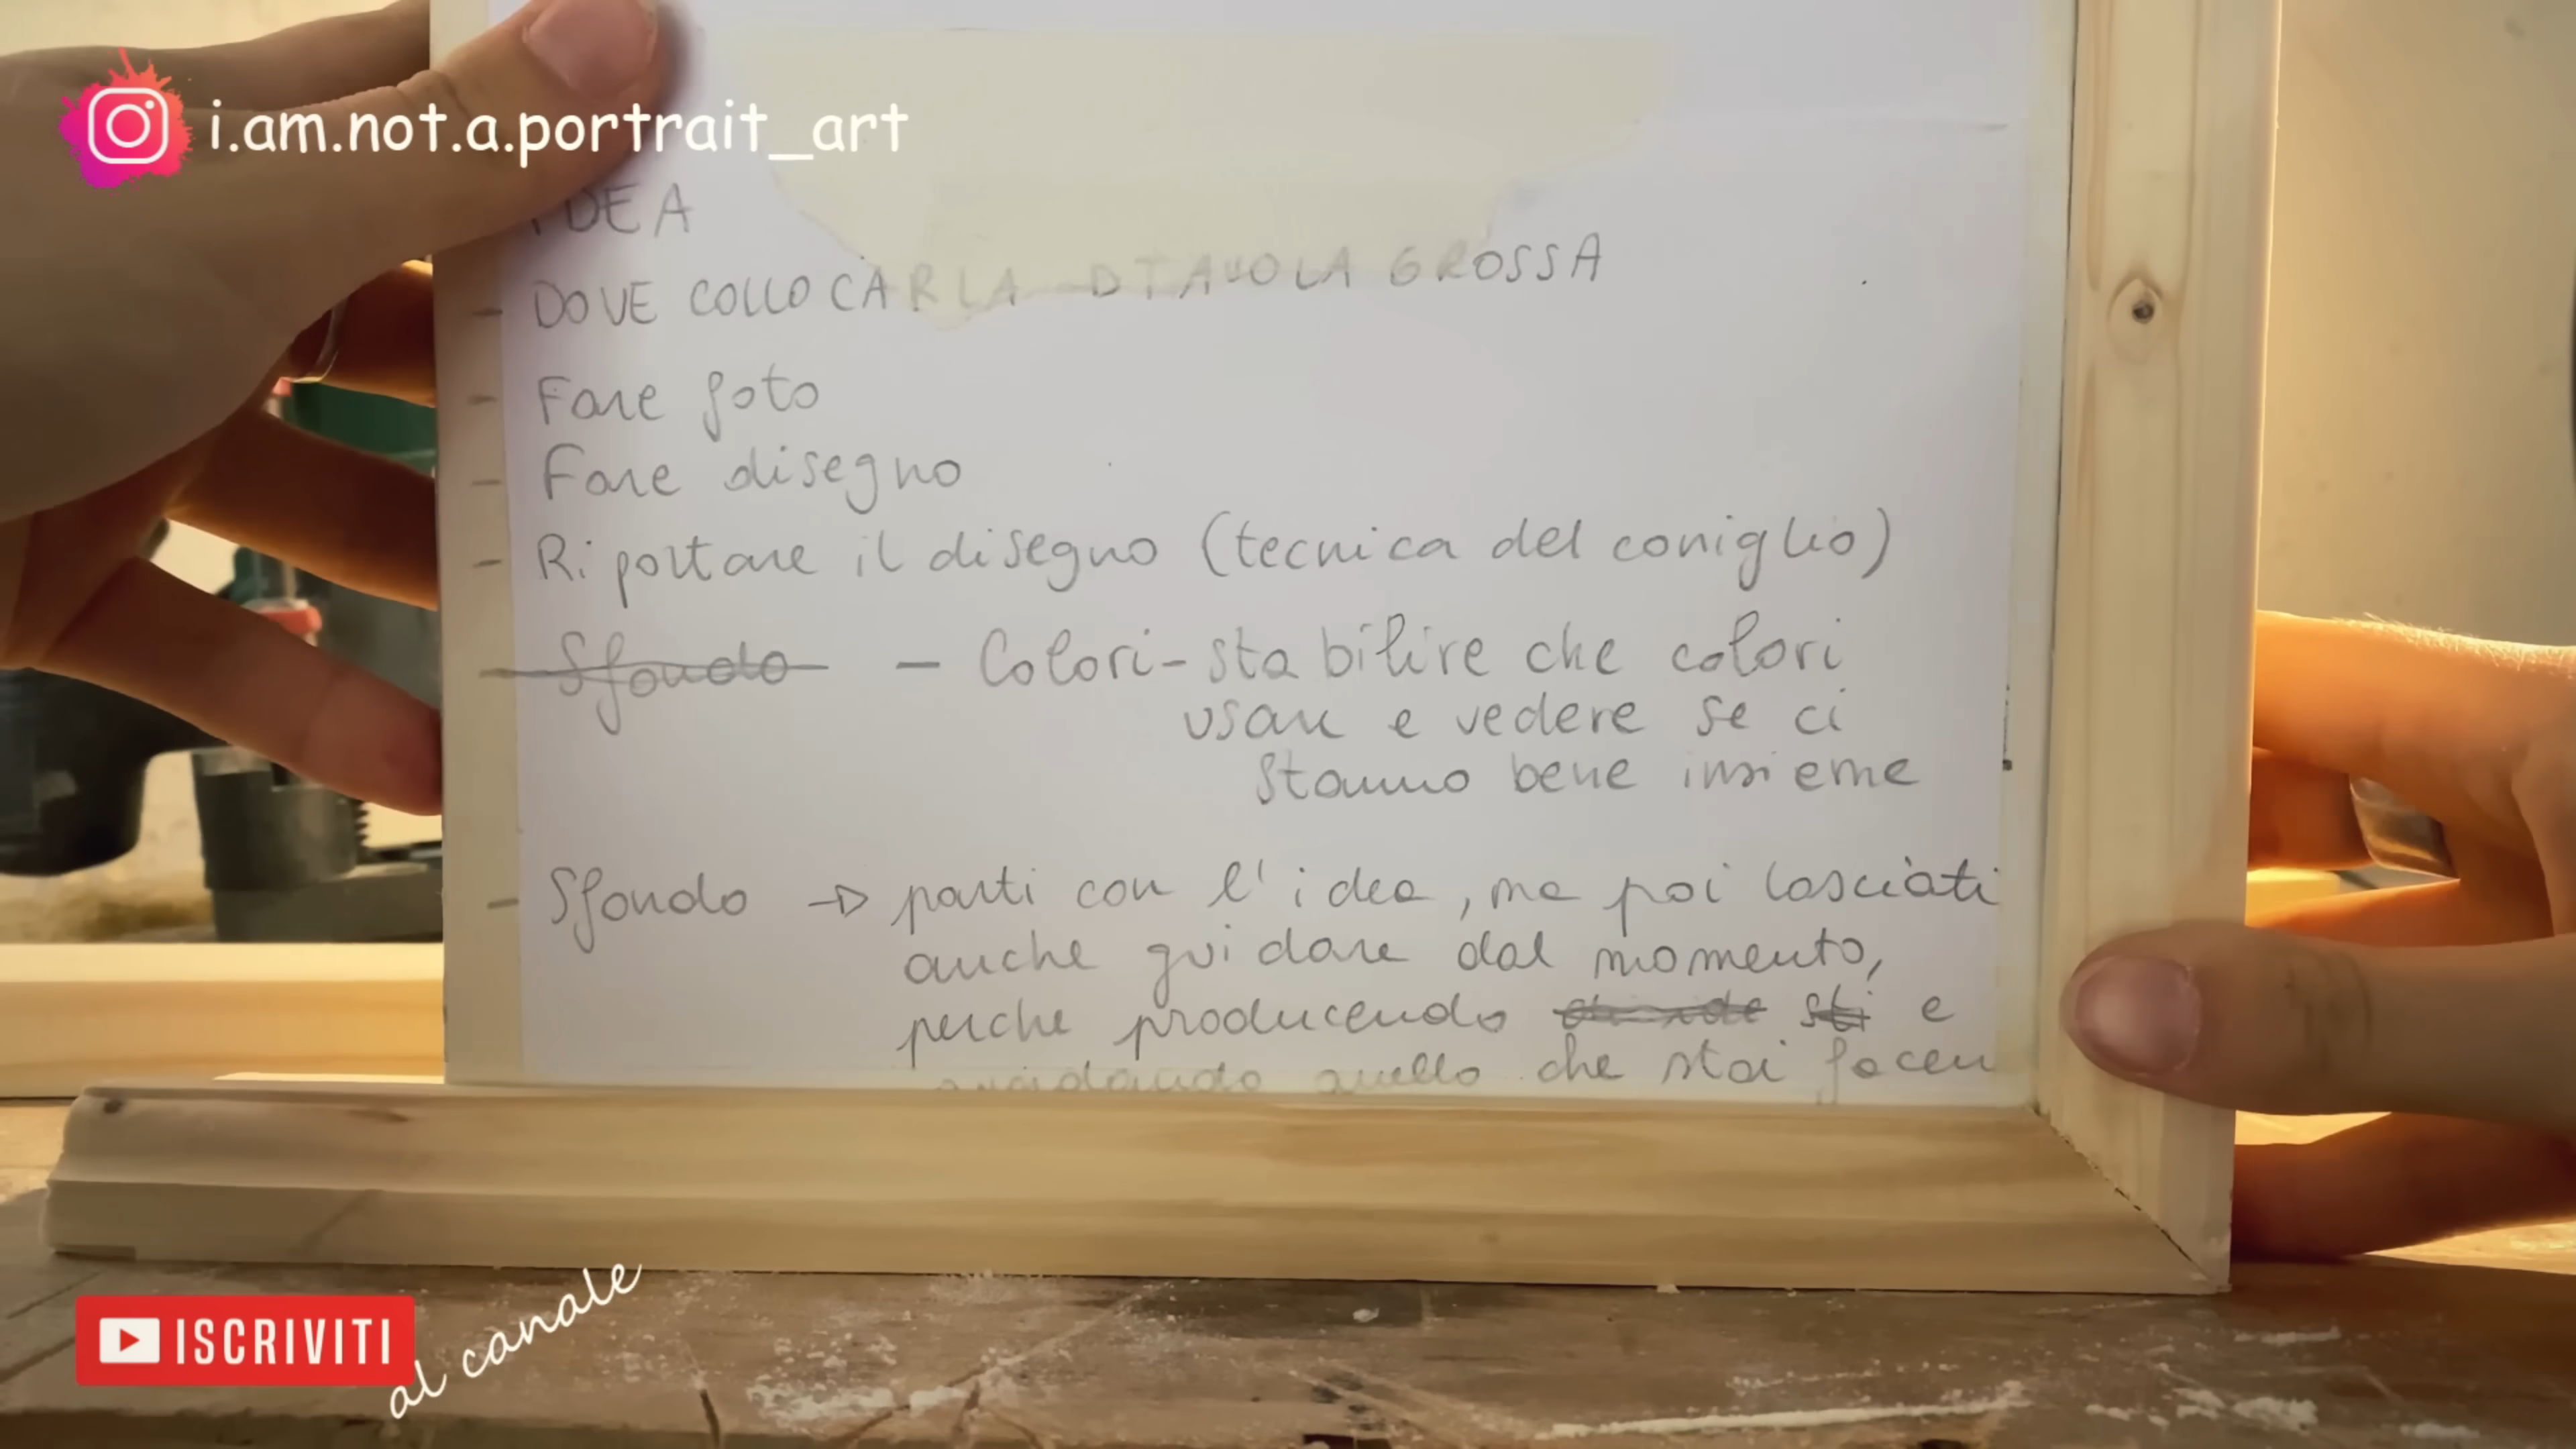 i.am.not.a.portrait_art
IDEA
- DOVE COLLOCARLA → TAVOLA GROSSA
- Fare foto
- Fare disegno
- Riportare il disegno (tecnica del coniglio)
- Sfondo - Colori - stabilire che colori
usare e vedere se ci
stanno bene insieme
- Sfondo → parti con l'idea, ma poi lasciati
anche guidare dal momento,
perche producendo e
guardando quello che stai facen
ISCRIVITI
al canale